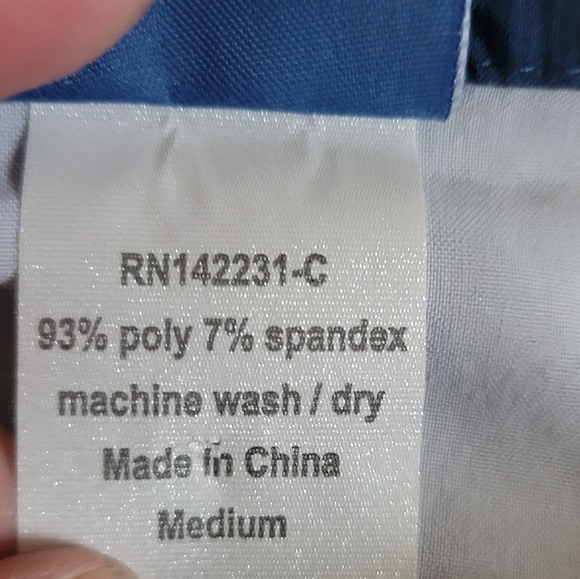 RN142231-C
93% poly 7% spandex
machine wash / dry
Made in China
Medium